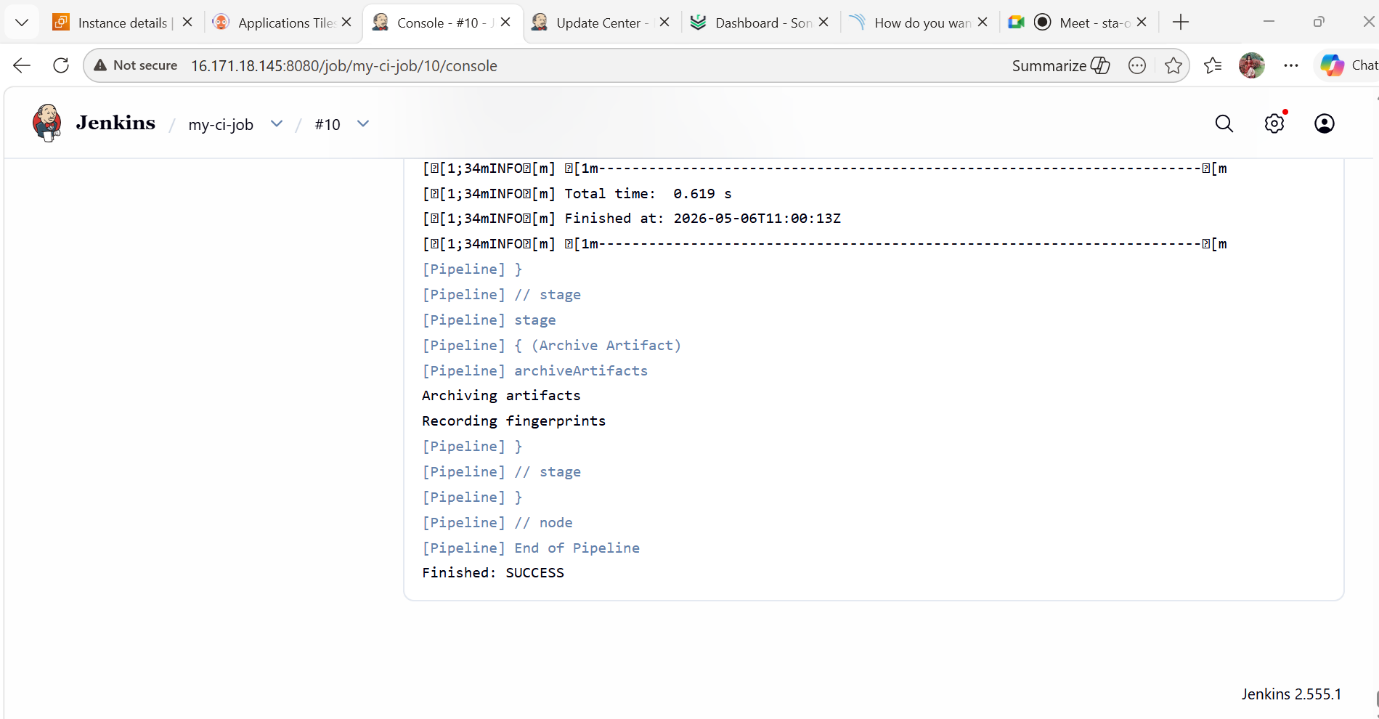 Instance details |
Applications Tiles
Console - #10 - J
Update Center -
Dashboard - Son
How do you wan
Meet - sta-o
Not secure 16.171.18.145:8080/job/my-ci-job/10/console
Summarize
Chat
Jenkins / my-ci-job / #10
[[1;34mINFO[m] [1m------------------------------------------------------------------------[m
[[1;34mINFO[m] Total time:  0.619 s
[[1;34mINFO[m] Finished at: 2026-05-06T11:00:13Z
[[1;34mINFO[m] [1m------------------------------------------------------------------------[m
[Pipeline] }
[Pipeline] // stage
[Pipeline] stage
[Pipeline] { (Archive Artifact)
[Pipeline] archiveArtifacts
Archiving artifacts
Recording fingerprints
[Pipeline] }
[Pipeline] // stage
[Pipeline] }
[Pipeline] // node
[Pipeline] End of Pipeline
Finished: SUCCESS
Jenkins 2.555.1